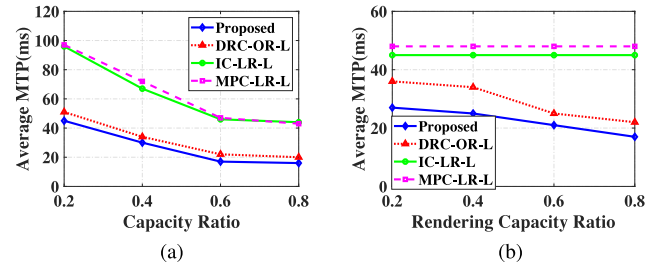 120
100
80
60
40
20
0
Average MTP(ms)
0.2 0.4 0.6 0.8
Capacity Ratio
Proposed
DRC-OR-L
IC-LR-L
MPC-LR-L
(a)
60
40
20
0
Average MTP(ms)
0.2 0.4 0.6 0.8
Rendering Capacity Ratio
Proposed
DRC-OR-L
IC-LR-L
MPC-LR-L
(b)